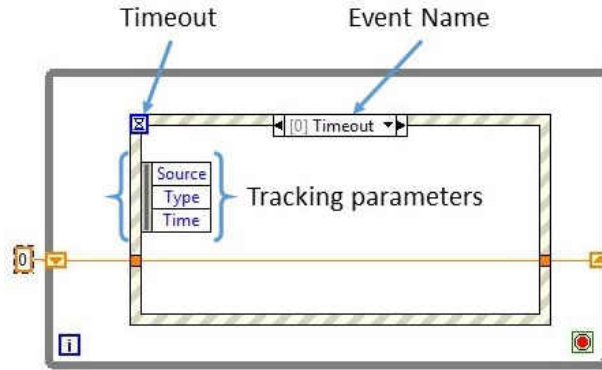 Timeout Event Name
[0] Timeout
Source
Type Tracking parameters
Time
0
i